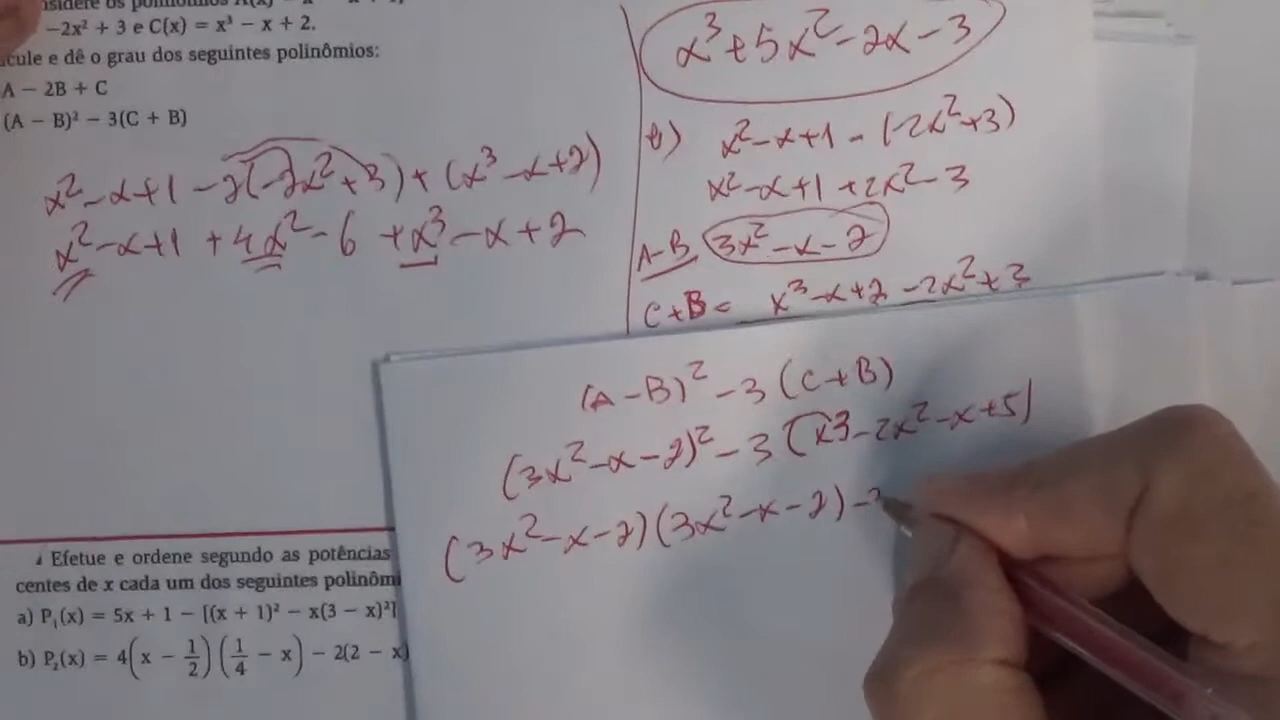 −2x² + 3 e C(x) = x³ − x + 2.
cule e dê o grau dos seguintes polinômios:
A − 2B + C
(A − B)² − 3(C + B)
x² - x + 1 - 2(-2x² + 3) + (x³ - x + 2)
x² - x + 1 + 4x² - 6 + x³ - x + 2
x³ + 5x² - 2x - 3
x² - x + 1 - (-2x² + 3)
x² - x + 1 + 2x² - 3
A - B 3x² - x - 2
C + B = x³ - x + 2 - 2x² + 3
(A - B)² - 3(C + B)
(3x² - x - 2)² - 3(x3 - 2x² - x + 5)
(3x² - x - 2)(3x² - x - 2) -
Efetue e ordene segundo as potências
centes de x cada um dos seguintes polinômi
a) P₁(x) = 5x + 1 − [(x + 1)² − x(3 − x)²]
b) P₂(x) = 4(x − 1/2)(1/4 − x) − 2(2 − x)